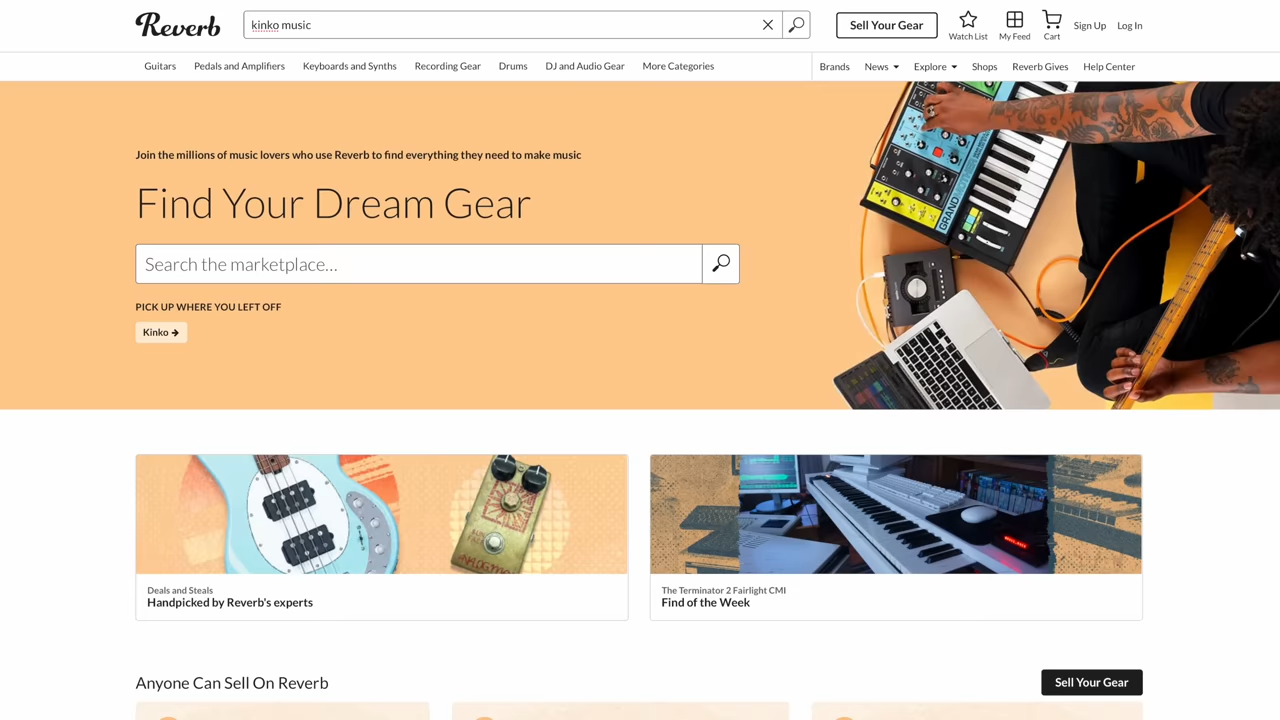 Reverb
kinko music
Sell Your Gear
Watch List
My Feed
Cart
Sign Up
Log In
Guitars
Pedals and Amplifiers
Keyboards and Synths
Recording Gear
Drums
DJ and Audio Gear
More Categories
Brands
News
Explore
Shops
Reverb Gives
Help Center
Join the millions of music lovers who use Reverb to find everything they need to make music
Find Your Dream Gear
Search the marketplace...
PICK UP WHERE YOU LEFT OFF
Kinko →
GRAND
Deals and Steals
Handpicked by Reverb's experts
The Terminator 2 Fairlight CMI
Find of the Week
Anyone Can Sell On Reverb
Sell Your Gear